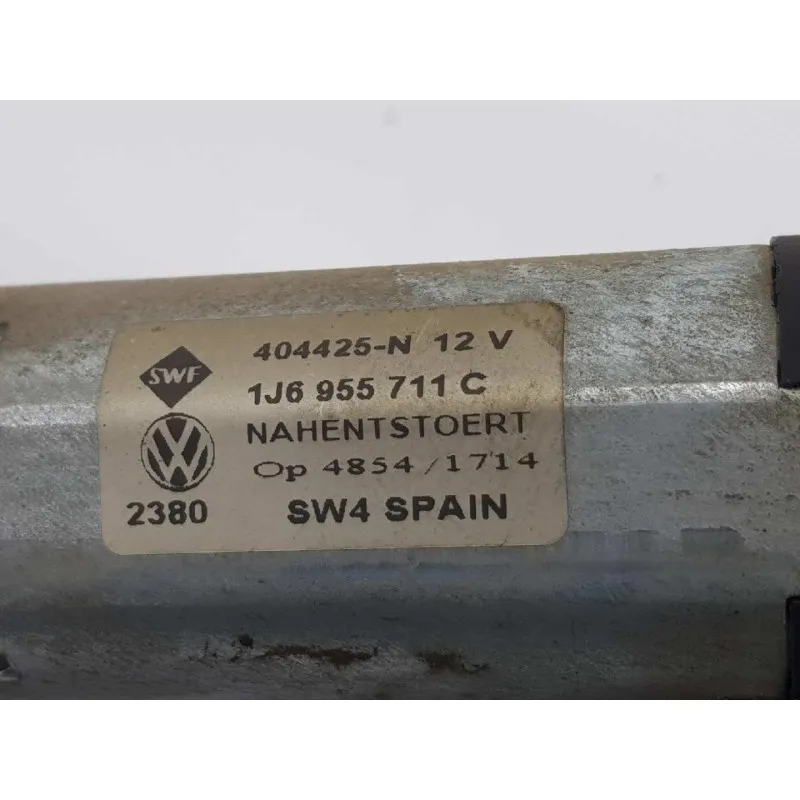 SWF
404425-N 12 V
1J6 955 711 C
NAHENTSTOERT
Op 4854/1714
2380 SW4 SPAIN